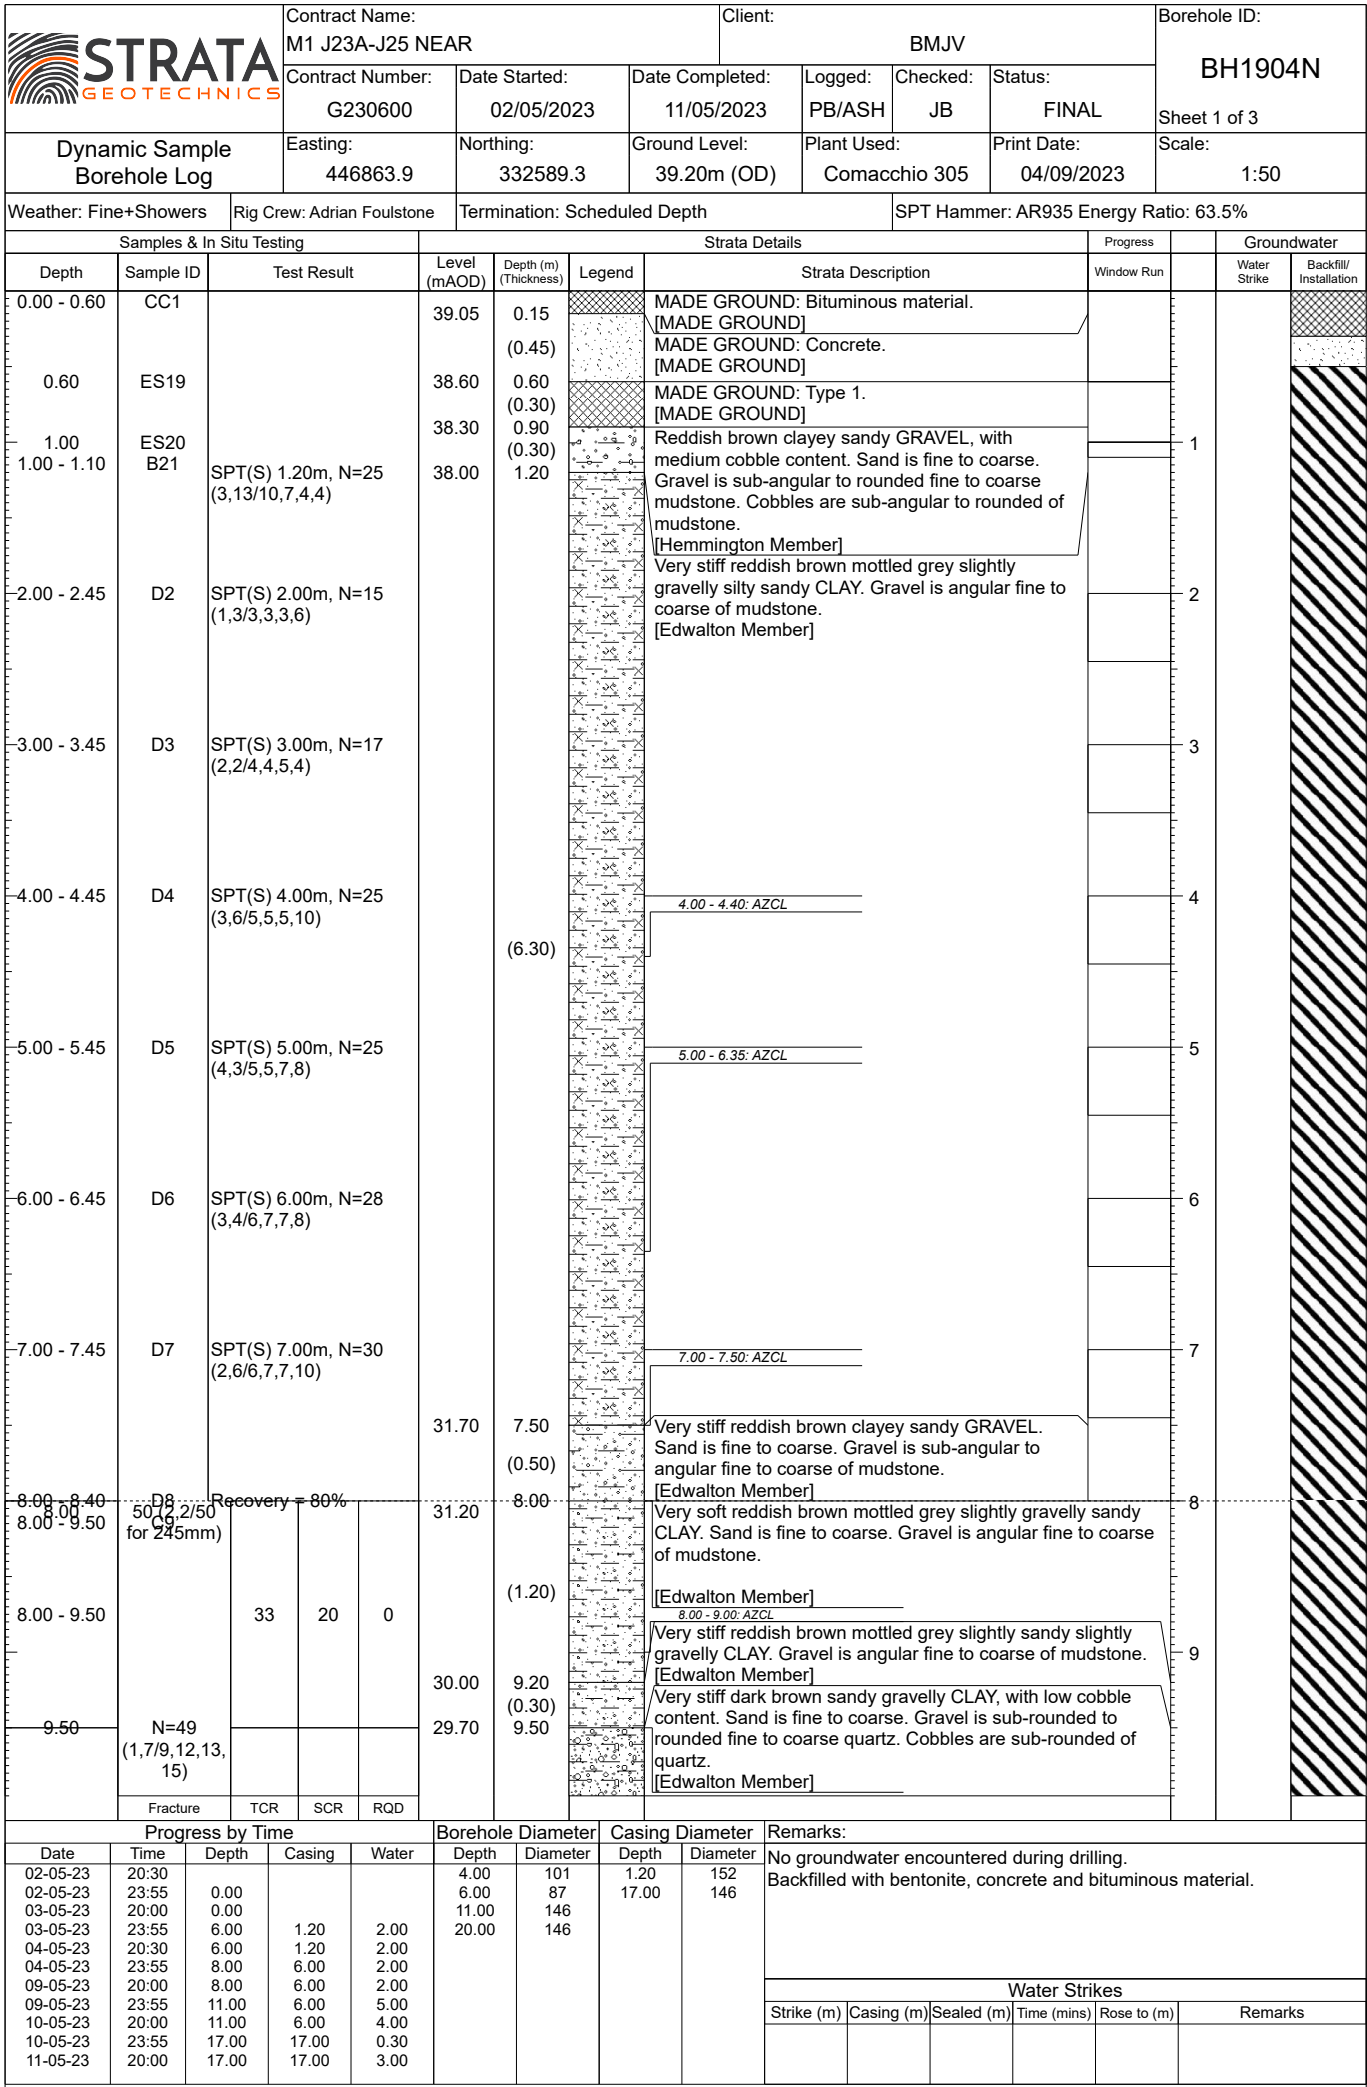 STRATA
GEOTECHNICS
Contract Name:
M1 J23A-J25 NEAR
Client:
BMJV
Borehole ID:
BH1904N
Sheet 1 of 3
Contract Number:
G230600
Date Started:
02/05/2023
Date Completed:
11/05/2023
Logged:
PB/ASH
Checked:
JB
Status:
FINAL
Dynamic Sample
Borehole Log
Easting:
446863.9
Northing:
332589.3
Ground Level:
39.20m (OD)
Plant Used:
Comacchio 305
Print Date:
04/09/2023
Scale:
1:50
Weather: Fine+Showers
Rig Crew: Adrian Foulstone
Termination: Scheduled Depth
SPT Hammer: AR935 Energy Ratio: 63.5%
Samples & In Situ Testing
Strata Details
Progress
Groundwater
Depth
Sample ID
Test Result
Level
(mAOD)
Depth (m)
(Thickness)
Legend
Strata Description
Window Run
Water
Strike
Backfill/
Installation
0.00 - 0.60 CC1
39.05 0.15
MADE GROUND: Bituminous material.
[MADE GROUND]
(0.45)
MADE GROUND: Concrete.
[MADE GROUND]
0.60 ES19
38.60 0.60
(0.30)
MADE GROUND: Type 1.
[MADE GROUND]
38.30 0.90
(0.30)
1.00 ES20
1.00 - 1.10 B21
SPT(S) 1.20m, N=25
(3,13/10,7,4,4)
38.00 1.20
Reddish brown clayey sandy GRAVEL, with
medium cobble content. Sand is fine to coarse.
Gravel is sub-angular to rounded fine to coarse
mudstone. Cobbles are sub-angular to rounded of
mudstone.
[Hemmington Member]
1
Very stiff reddish brown mottled grey slightly
gravelly silty sandy CLAY. Gravel is angular fine to
coarse of mudstone.
[Edwalton Member]
2.00 - 2.45 D2 SPT(S) 2.00m, N=15
(1,3/3,3,3,6)
2
3.00 - 3.45 D3 SPT(S) 3.00m, N=17
(2,2/4,4,5,4)
3
4.00 - 4.45 D4 SPT(S) 4.00m, N=25
(3,6/5,5,5,10)
4.00 - 4.40: AZCL
4
(6.30)
5.00 - 5.45 D5 SPT(S) 5.00m, N=25
(4,3/5,5,7,8)
5.00 - 6.35: AZCL
5
6.00 - 6.45 D6 SPT(S) 6.00m, N=28
(3,4/6,7,7,8)
6
7.00 - 7.45 D7 SPT(S) 7.00m, N=30
(2,6/6,7,7,10)
7.00 - 7.50: AZCL
7
31.70 7.50
(0.50)
Very stiff reddish brown clayey sandy GRAVEL.
Sand is fine to coarse. Gravel is sub-angular to
angular fine to coarse of mudstone.
[Edwalton Member]
8.00 - 8.40 D8 Recovery = 80%
8.00
8.00 50 (2,2/50
8.00 - 9.50 C9
for 245mm)
31.20
8
Very soft reddish brown mottled grey slightly gravelly sandy
CLAY. Sand is fine to coarse. Gravel is angular fine to coarse
of mudstone.
[Edwalton Member]
(1.20)
8.00 - 9.50 33 20 0
8.00 - 9.00: AZCL
Very stiff reddish brown mottled grey slightly sandy slightly
gravelly CLAY. Gravel is angular fine to coarse of mudstone.
[Edwalton Member]
9
30.00 9.20
(0.30)
Very stiff dark brown sandy gravelly CLAY, with low cobble
content. Sand is fine to coarse. Gravel is sub-rounded to
rounded fine to coarse quartz. Cobbles are sub-rounded of
quartz.
[Edwalton Member]
9.50 N=49
(1,7/9,12,13,
15)
29.70 9.50
Fracture TCR SCR RQD
Progress by Time
Date Time Depth Casing Water
02-05-23 20:30
02-05-23 23:55 0.00
03-05-23 20:00 0.00
03-05-23 23:55 6.00 1.20 2.00
04-05-23 20:30 6.00 1.20 2.00
04-05-23 23:55 8.00 6.00 2.00
09-05-23 20:00 8.00 6.00 2.00
09-05-23 23:55 11.00 6.00 5.00
10-05-23 20:00 11.00 6.00 4.00
10-05-23 23:55 17.00 17.00 0.30
11-05-23 20:00 17.00 17.00 3.00
Borehole Diameter
Depth Diameter
4.00 101
6.00 87
11.00 146
20.00 146
Casing Diameter
Depth Diameter
1.20 152
17.00 146
Remarks:
No groundwater encountered during drilling.
Backfilled with bentonite, concrete and bituminous material.
Water Strikes
Strike (m) Casing (m) Sealed (m) Time (mins) Rose to (m) Remarks